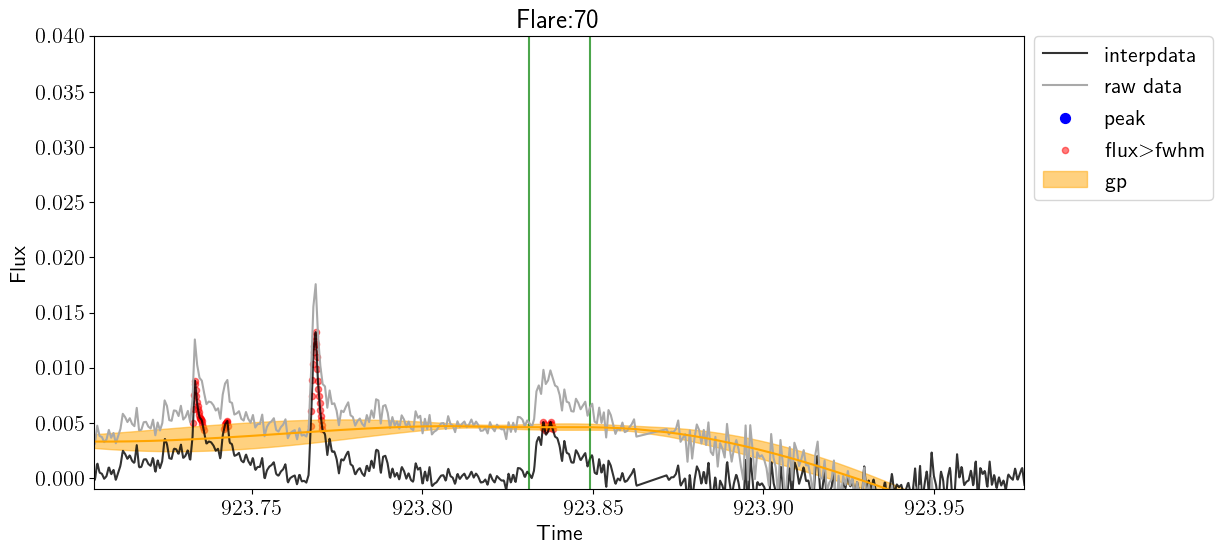 Flare:70
0.040
0.035
0.030
0.025
0.020
0.015
0.010
0.005
0.000
Flux
923.75 923.80 923.85 923.90 923.95
Time
interpdata
raw data
peak
flux>fwhm
gp